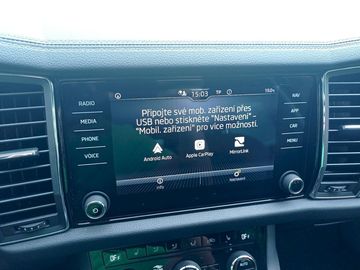 RADIO
MEDIA
PHONE
VOICE
15:03
TP
NAV
APP
CAR
MENU
Připojte své mob. zařízení přes
USB nebo stiskněte "Nastavení" -
"Mobil. zařízení" pro více možností.
Android Auto
Apple CarPlay
MirrorLink
Info
Nastavení